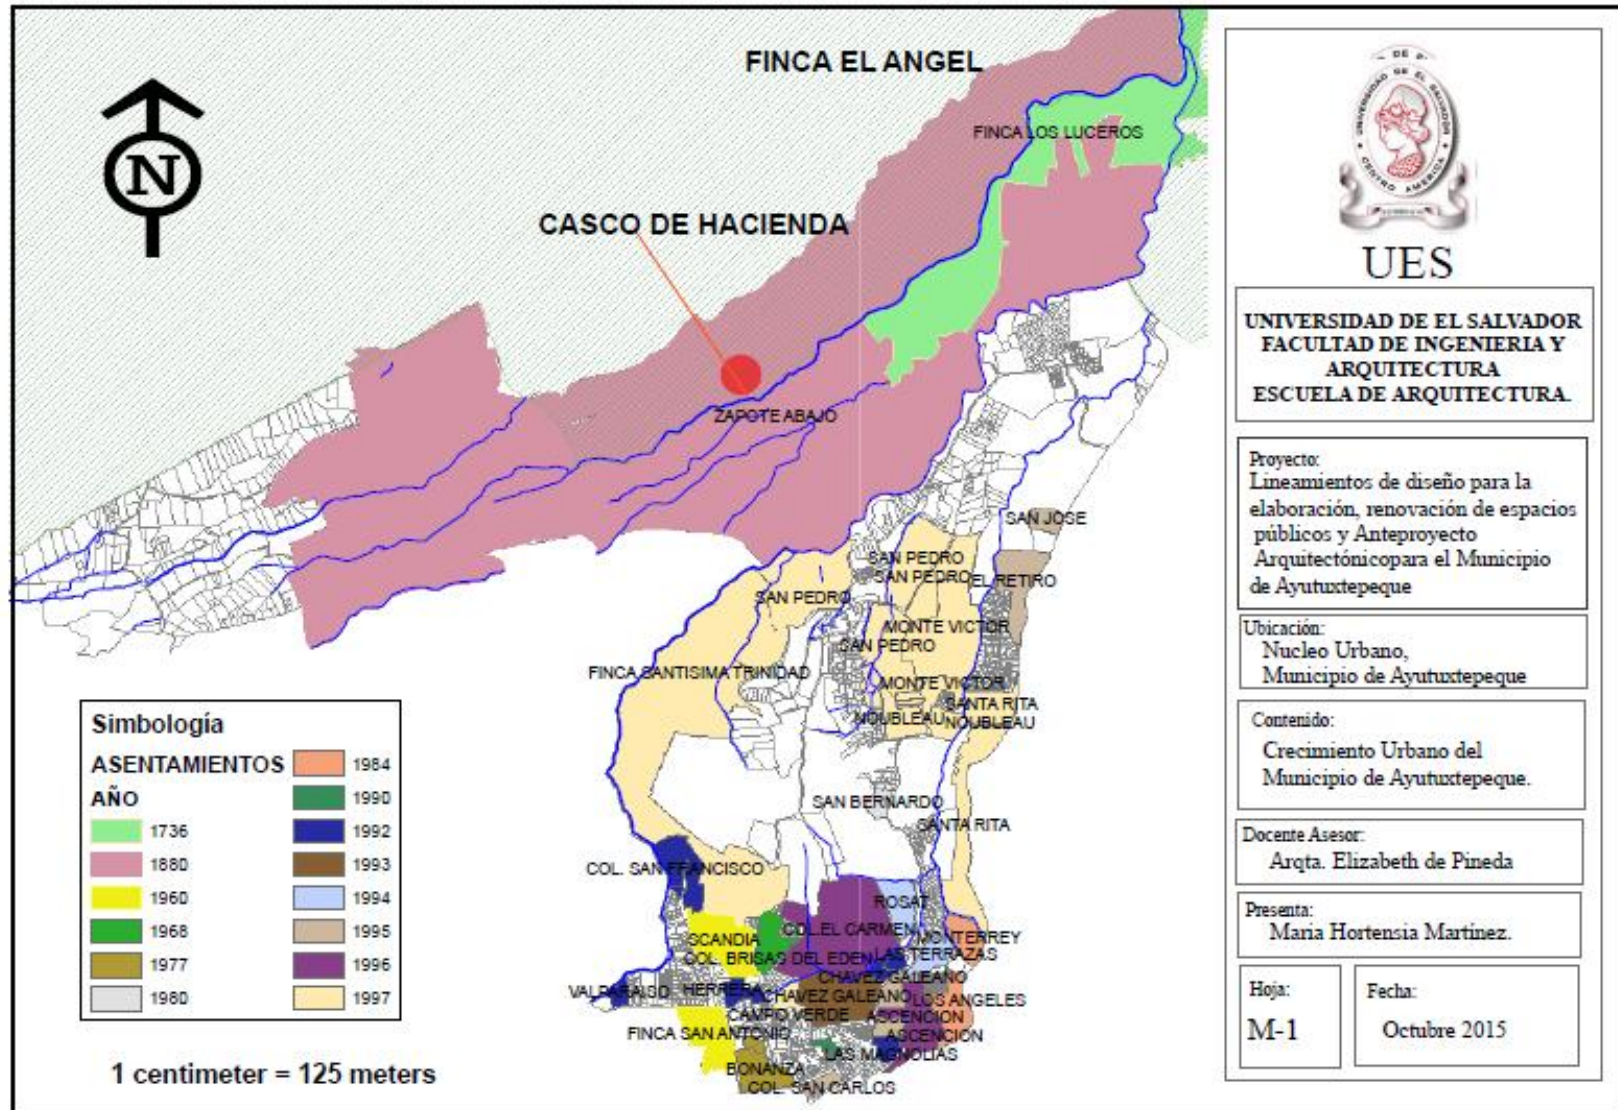 FINCA EL ANGEL
FINCA LOS LUCEROS
N
CASCO DE HACIENDA
ZAPOTE ABAJO
SAN JOSE
SAN PEDRO
SAN PEDRO
EL RETIRO
SAN PEDRO
MONTE VICTOR
SAN PEDRO
FINCA SANTISIMA TRINIDAD
MONTE VICTOR
SANTA RITA
NOUBLEAU
NOUBLEAU
SAN BERNARDO
SANTA RITA
COL. SAN FRANCISCO
ROSAT
COL.EL CARMEN
MONTERREY
SCANDIA
COL. BRISAS DEL EDEN
LAS TERRAZAS
CHAVEZ GALEANO
VALPARAISO
HERRERA
CHAVEZ GALEANO
LOS ANGELES
CAMPO VERDE
ASCENCION
FINCA SAN ANTONIO
ASCENCION
LAS MAGNOLIAS
BONANZA
COL. SAN CARLOS
Simbología
ASENTAMIENTOS
AÑO
1736
1880
1960
1968
1977
1980
1984
1990
1992
1993
1994
1995
1996
1997
1 centimeter = 125 meters
UNIVERSIDAD DE EL SALVADOR
CENTRO AMERICA
UES
UNIVERSIDAD DE EL SALVADOR
FACULTAD DE INGENIERIA Y
ARQUITECTURA
ESCUELA DE ARQUITECTURA.
Proyecto:
Lineamientos de diseño para la
elaboración, renovación de espacios
públicos y Anteproyecto
Arquitectónicopara el Municipio
de Ayutuxtepeque
Ubicación:
Nucleo Urbano,
Municipio de Ayutuxtepeque
Contenido:
Crecimiento Urbano del
Municipio de Ayutuxtepeque.
Docente Asesor:
Arqta. Elizabeth de Pineda
Presenta:
Maria Hortensia Martinez.
Hoja:
M-1
Fecha:
Octubre 2015